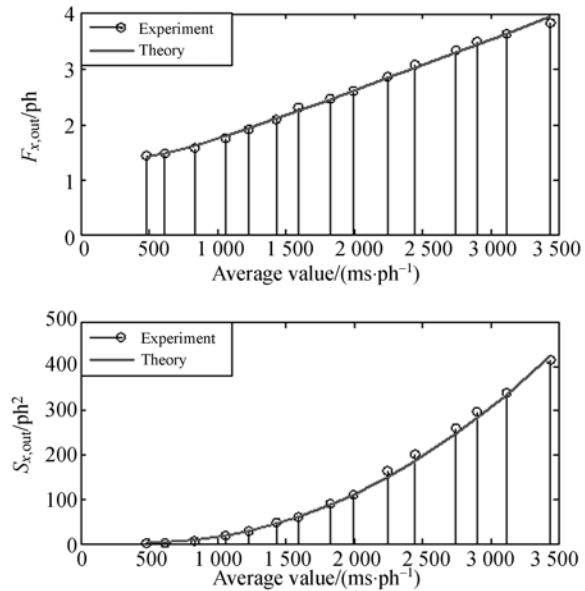 4
3
2
1
0
F x,out/ph
Experiment
Theory
0 500 1 000 1 500 2 000 2 500 3 000 3 500
Average value/(ms·ph⁻¹)
500
400
300
200
100
0
S x,out/ph²
Experiment
Theory
0 500 1 000 1 500 2 000 2 500 3 000 3 500
Average value/(ms·ph⁻¹)